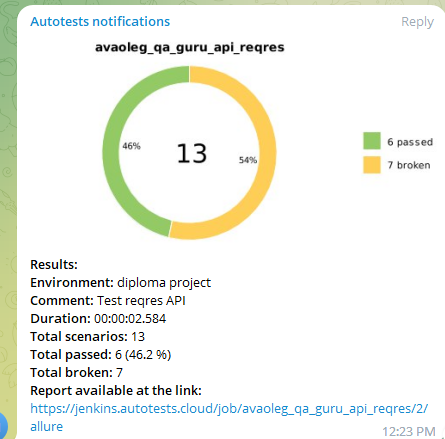 Autotests notifications Reply
avaoleg_qa_guru_api_reqres
46%
13
54%
6 passed
7 broken
Results:
Environment: diploma project
Comment: Test reqres API
Duration: 00:00:02.584
Total scenarios: 13
Total passed: 6 (46.2 %)
Total broken: 7
Report available at the link:
https://jenkins.autotests.cloud/job/avaoleg_qa_guru_api_reqres/2/
allure
12:23 PM